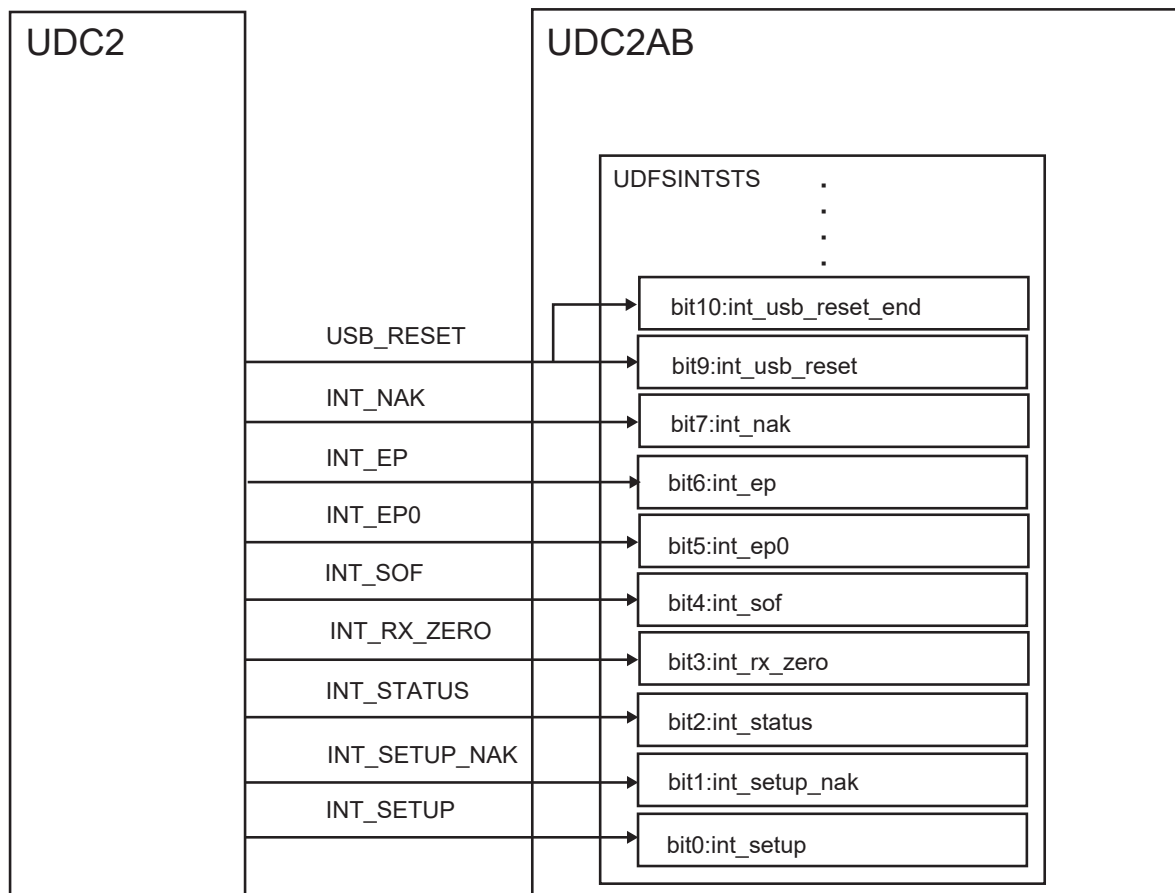 UDC2
UDC2AB
UDFSINTSTS
bit10:int_usb_reset_end
USB_RESET
bit9:int_usb_reset
INT_NAK
bit7:int_nak
INT_EP
bit6:int_ep
INT_EP0
bit5:int_ep0
INT_SOF
bit4:int_sof
INT_RX_ZERO
bit3:int_rx_zero
INT_STATUS
bit2:int_status
INT_SETUP_NAK
bit1:int_setup_nak
INT_SETUP
bit0:int_setup